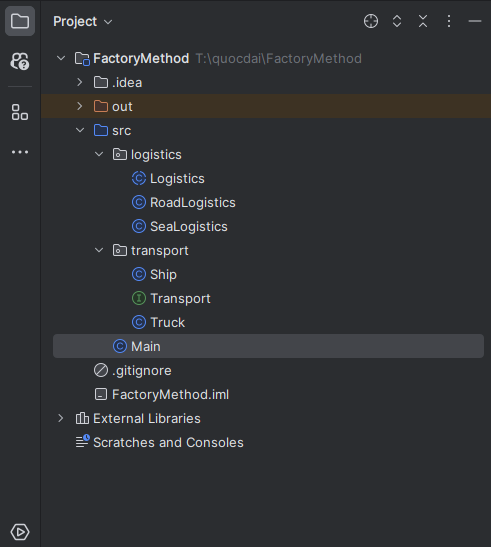 Project
FactoryMethod T:\quocdai\FactoryMethod
.idea
out
src
logistics
Logistics
RoadLogistics
SeaLogistics
transport
Ship
Transport
Truck
Main
.gitignore
FactoryMethod.iml
External Libraries
Scratches and Consoles